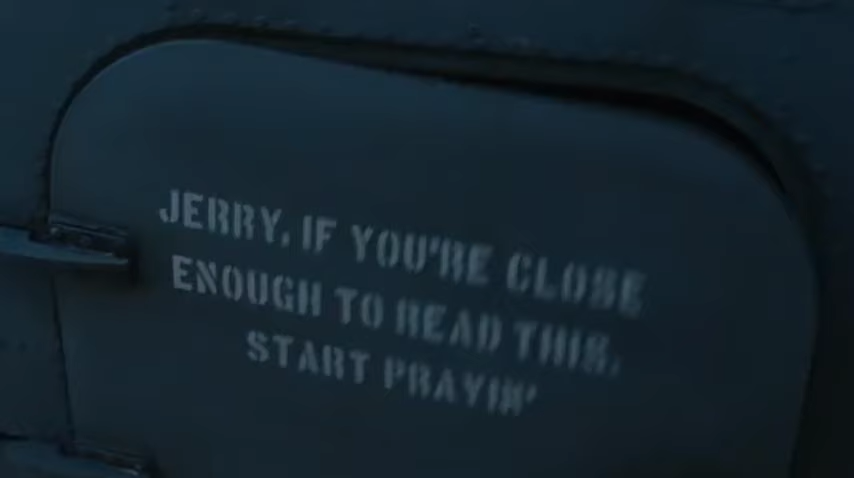 JERRY, IF YOU'RE CLOSE
ENOUGH TO READ THIS,
START PRAYIN'